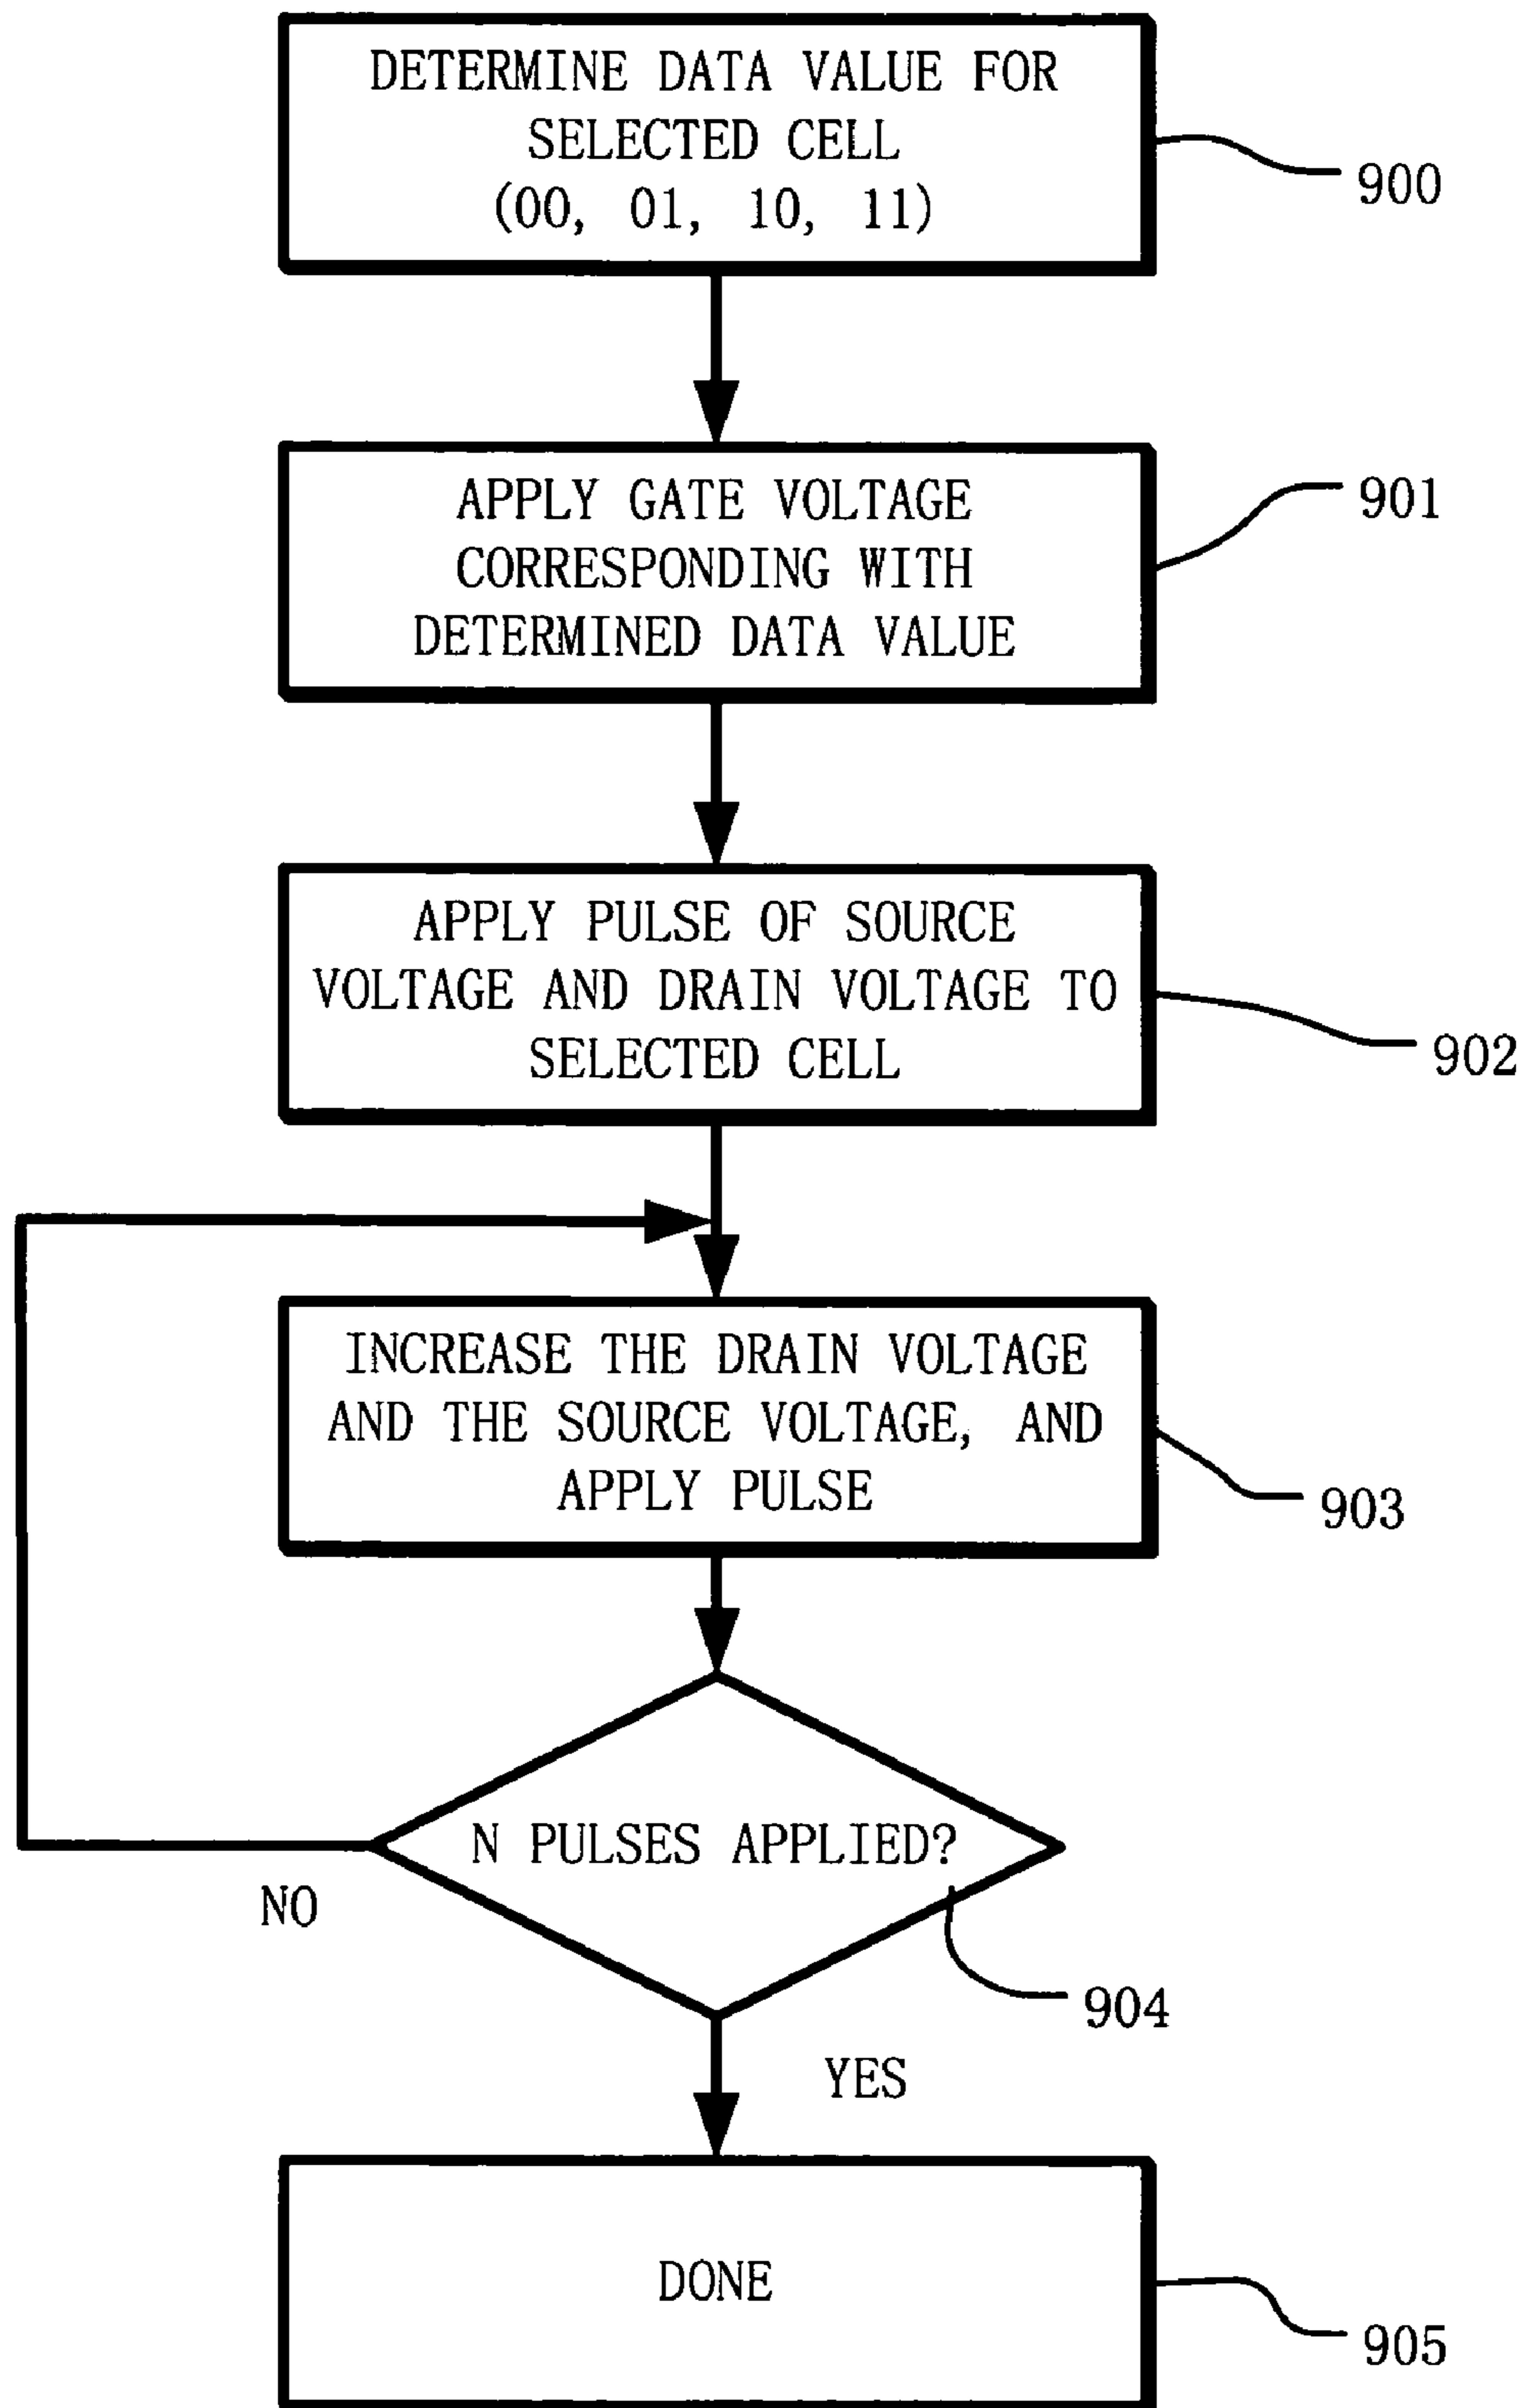 DETERMINE DATA VALUE FOR
SELECTED CELL
(00, 01, 10, 11)
900
APPLY GATE VOLTAGE
CORRESPONDING WITH
DETERMINED DATA VALUE
901
APPLY PULSE OF SOURCE
VOLTAGE AND DRAIN VOLTAGE TO
SELECTED CELL
902
INCREASE THE DRAIN VOLTAGE
AND THE SOURCE VOLTAGE, AND
APPLY PULSE
903
N PULSES APPLIED?
NO
904
YES
DONE
905